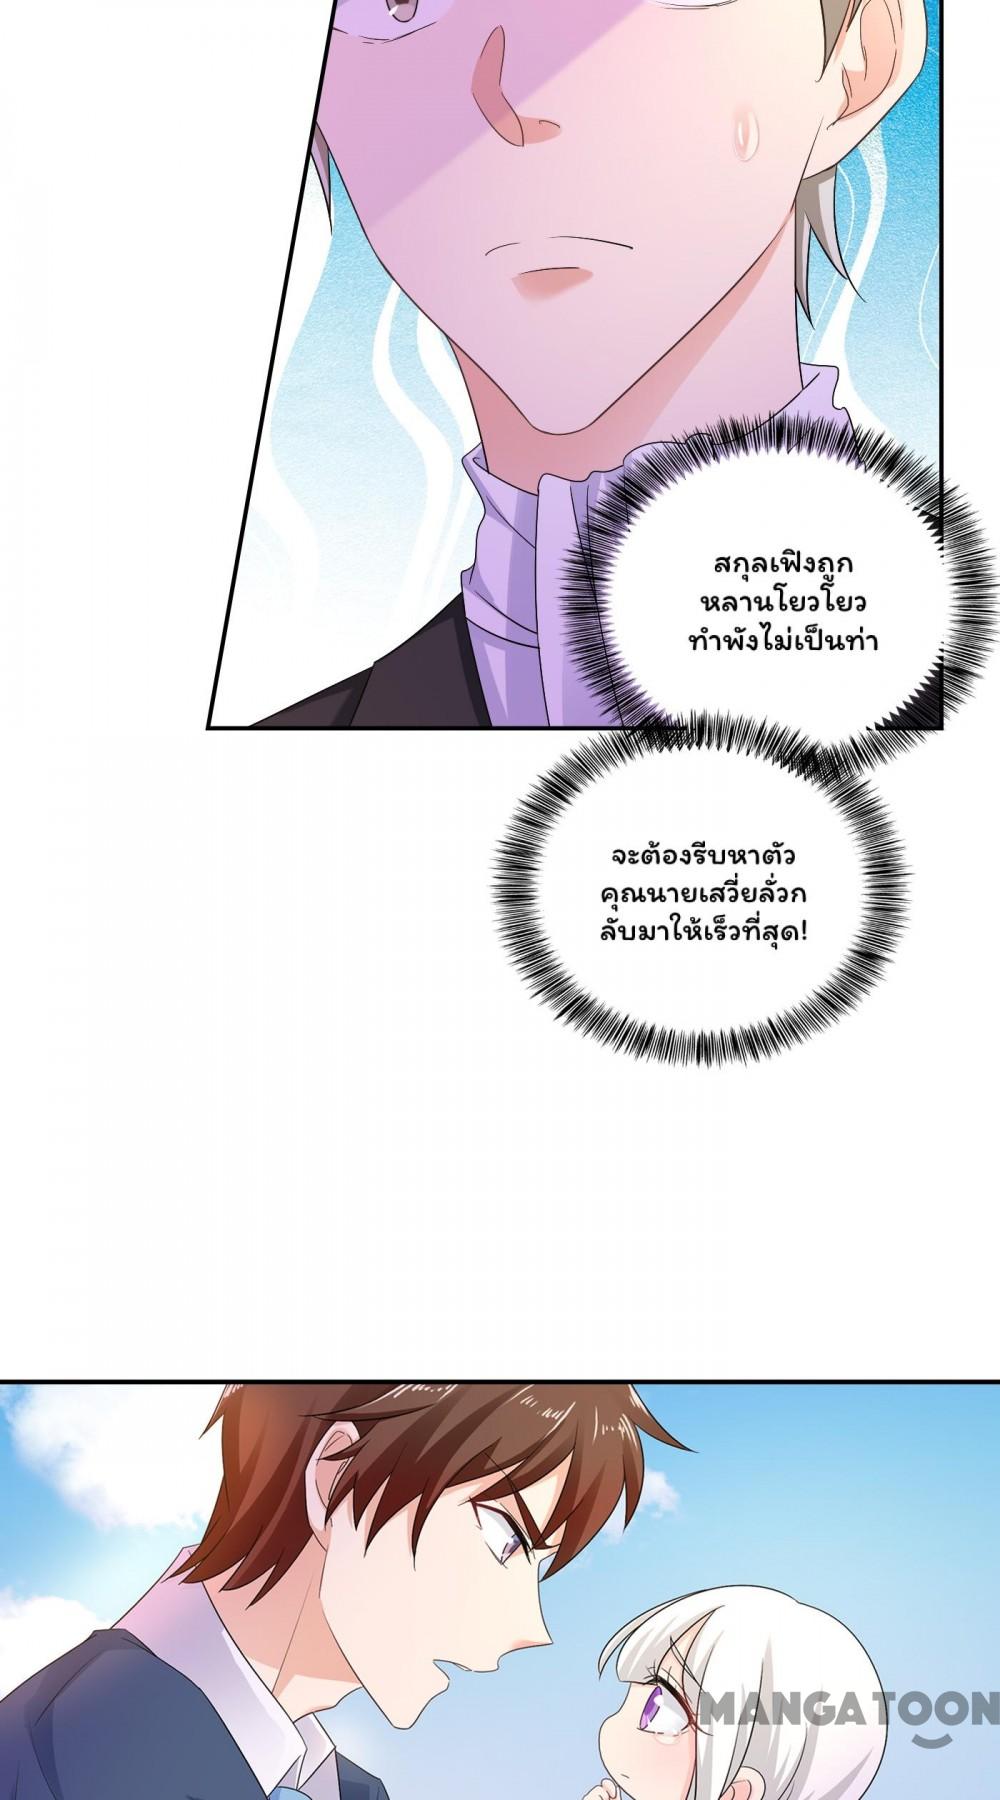 สกุลเฟิงถูก
หลานโยวโยว
ทำพังไม่เป็นท่า
จะต้องรีบหาตัว
คุณนายเสวี่ยลั่วก
ลับมาให้เร็วที่สุด!
MANGATOON